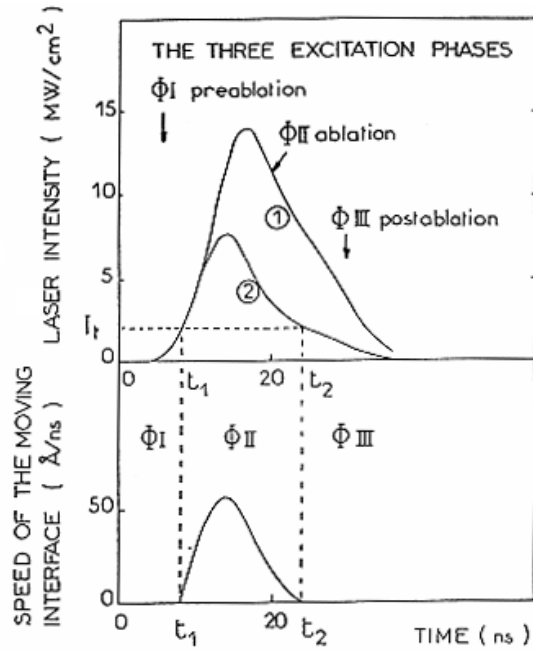 THE THREE EXCITATION PHASES
ΦI preablation
ΦII ablation
ΦIII postablation
LASER INTENSITY ( MW/cm²)
15
10
5
0
I_t
①
②
0 t₁ 20 t₂
SPEED OF THE MOVING
INTERFACE ( Å/ns)
ΦI ΦII ΦIII
50
0
0 t₁ 20 t₂ TIME ( ns)